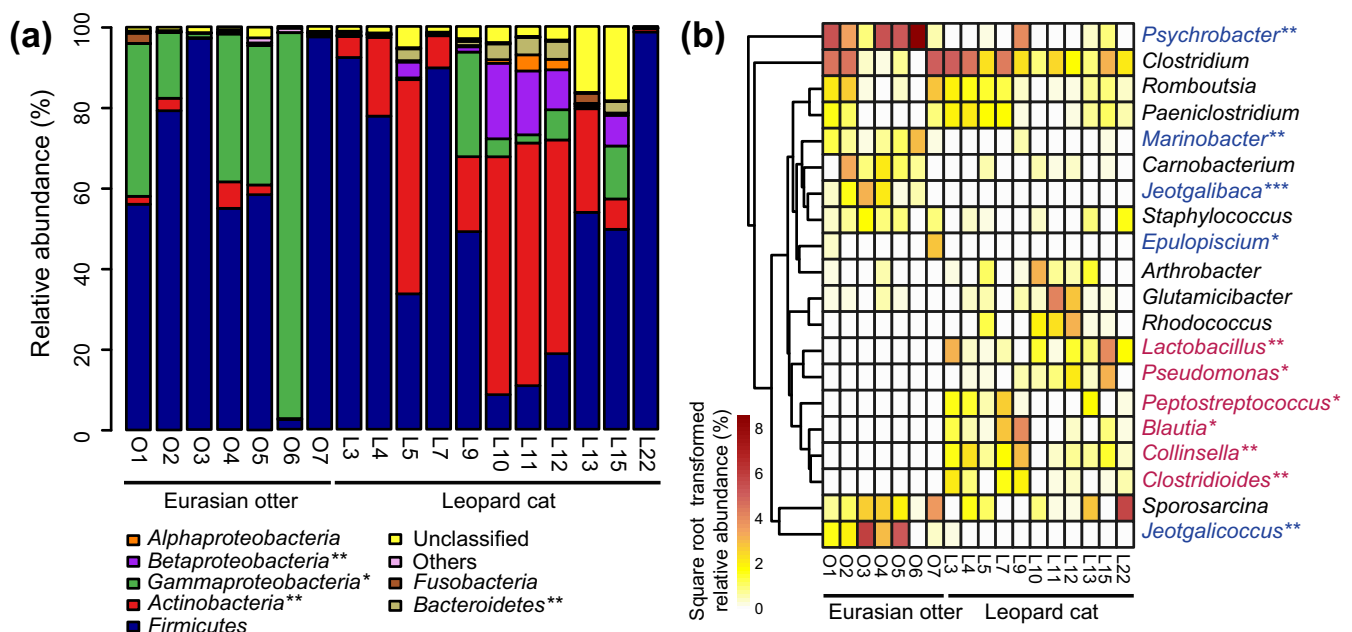 (a)
Relative abundance (%)
100
80
60
40
20
0
O1 O2 O3 O4 O5 O6 O7 L3 L4 L5 L7 L9 L10 L11 L12 L13 L15 L22
Eurasian otter Leopard cat
Alphaproteobacteria
Betaproteobacteria**
Gammaproteobacteria*
Actinobacteria**
Firmicutes
Unclassified
Others
Fusobacteria
Bacteroidetes**
(b)
Psychrobacter**
Clostridium
Romboutsia
Paeniclostridium
Marinobacter**
Carnobacterium
Jeotgalibaca***
Staphylococcus
Epulopiscium*
Arthrobacter
Glutamicibacter
Rhodococcus
Lactobacillus**
Pseudomonas*
Peptostreptococcus*
Blautia*
Collinsella**
Clostridioides**
Sporosarcina
Jeotgalicoccus**
Square root transformed
relative abundance (%)
8
6
4
2
0
O1 O2 O3 O4 O5 O6 O7 L3 L4 L5 L7 L9 L10 L11 L12 L13 L15 L22
Eurasian otter Leopard cat